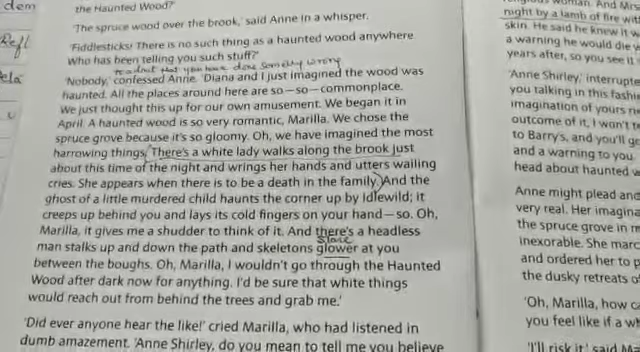 dem
the Haunted Wood?'
'The spruce wood over the brook,' said Anne in a whisper.
'Fiddlesticks! There is no such thing as a haunted wood anywhere.
Who has been telling you such stuff?'
to admit that you have done something wrong
'Nobody,' confessed Anne. 'Diana and I just imagined the wood was
haunted. All the places around here are so—so—commonplace.
We just thought this up for our own amusement. We began it in
April. A haunted wood is so very romantic, Marilla. We chose the
spruce grove because it's so gloomy. Oh, we have imagined the most
harrowing things. There's a white lady walks along the brook just
about this time of the night and wrings her hands and utters wailing
cries. She appears when there is to be a death in the family. And the
ghost of a little murdered child haunts the corner up by Idlewild; it
creeps up behind you and lays its cold fingers on your hand—so. Oh,
Marilla, it gives me a shudder to think of it. And there's a headless
stare
man stalks up and down the path and skeletons glower at you
between the boughs. Oh, Marilla, I wouldn't go through the Haunted
Wood after dark now for anything. I'd be sure that white things
would reach out from behind the trees and grab me.'
'Did ever anyone hear the like!' cried Marilla, who had listened in
dumb amazement. 'Anne Shirley, do you mean to tell me you believe
woman. And Mrs
night by a lamb of fire wi
skin. He said he knew it w
a warning he would die w
years after, so you see it
'Anne Shirley,' interrupte
you talking in this fashi
imagination of yours ri
outcome of it, I won't
to Barry's, and you'll go
and a warning to you.
head about haunted w
Anne might plead and
very real. Her imagina
the spruce grove in m
inexorable. She marc
and ordered her to p
the dusky retreats o
'Oh, Marilla, how ca
you feel like if a wh
'I'll risk it,' said Ma